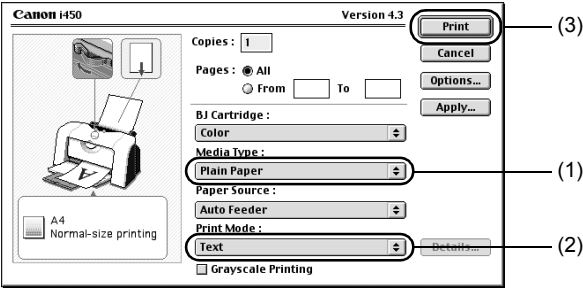 Canon i450
Version 4.3
Print
(3)
Copies : 1
Cancel
Pages : All
From To
Options...
Apply...
BJ Cartridge :
Color
Media Type :
Plain Paper
(1)
Paper Source :
Auto Feeder
A4
Normal-size printing
Print Mode :
Text
Details...
(2)
Grayscale Printing
A